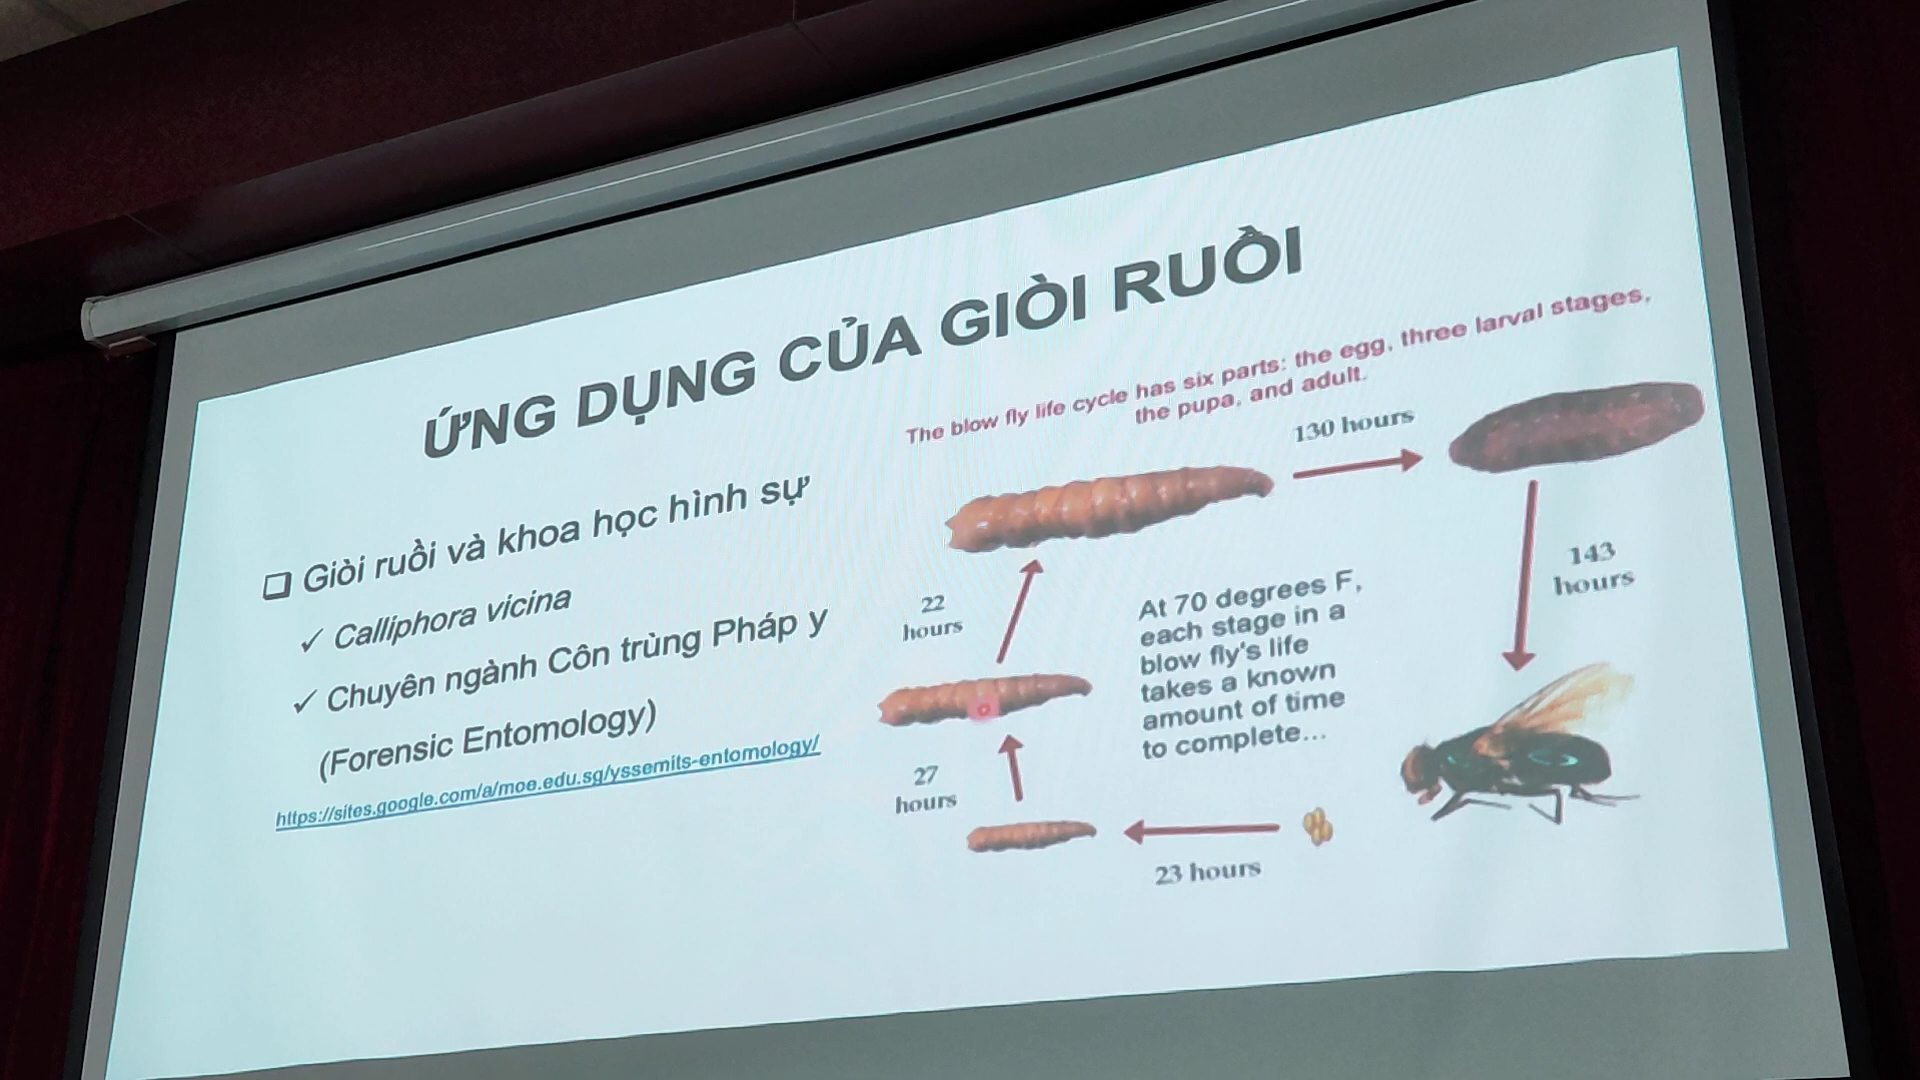 ỨNG DỤNG CỦA GIÒI RUỒI
The blow fly life cycle has six parts: the egg, three larval stages,
the pupa, and adult.
❑ Giòi ruồi và khoa học hình sự
✓ Calliphora vicina
✓ Chuyên ngành Côn trùng Pháp y
(Forensic Entomology)
https://sites.google.com/a/moe.edu.sg/yssemits-entomology/
130 hours
143
hours
22
hours
At 70 degrees F,
each stage in a
blow fly's life
takes a known
amount of time
to complete...
27
hours
23 hours